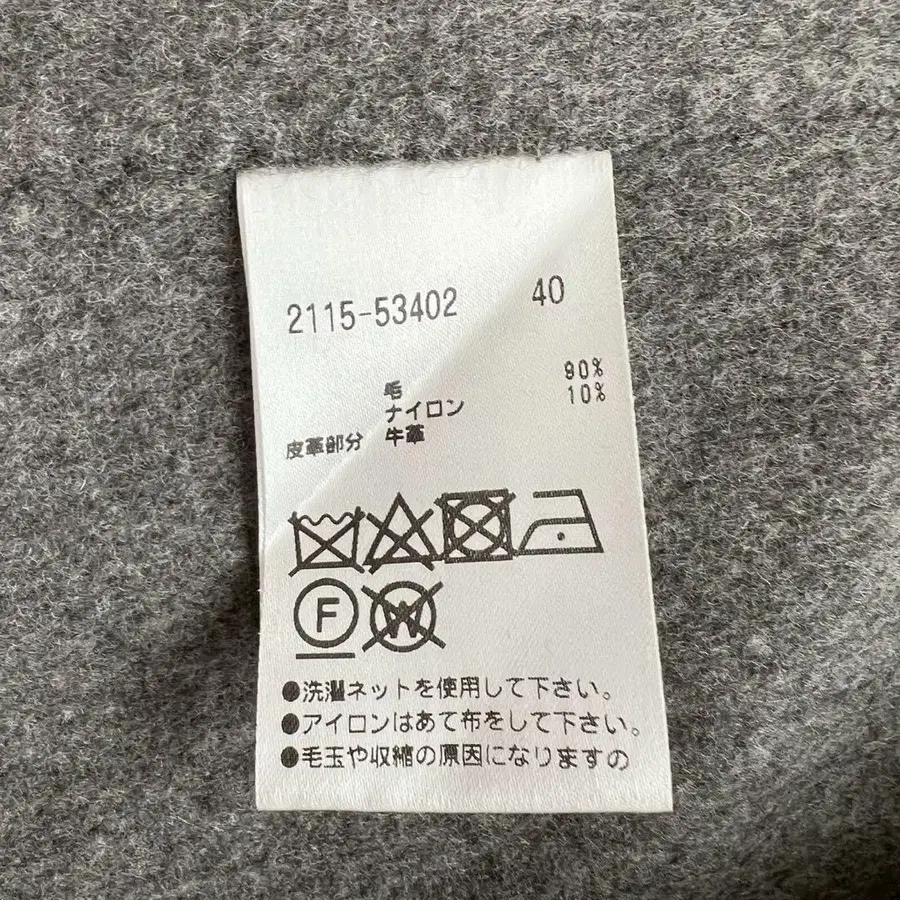 2115-53402 40
毛 90%
ナイロン 10%
皮革部分 牛革
F
W
●洗濯ネットを使用して下さい。
●アイロンはあて布をして下さい。
●毛玉や収縮の原因になりますの